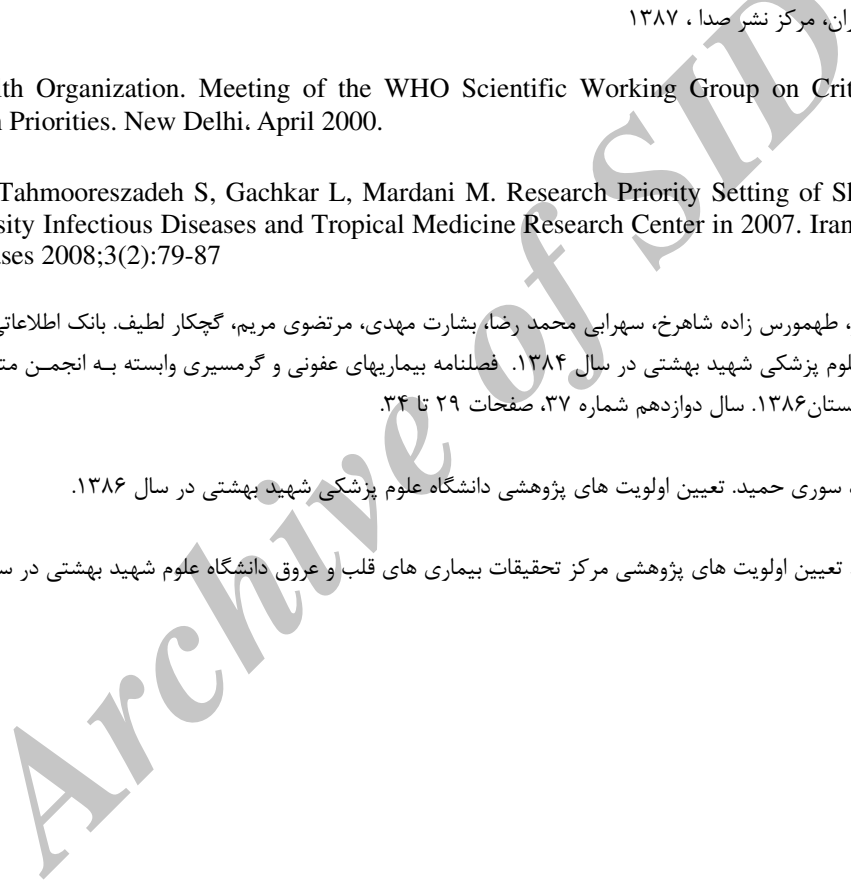 ران، مرکز نشر صدا ، ۱۳۸۷
lth Organization. Meeting of the WHO Scientific Working Group on Crit
n Priorities. New Delhi، April 2000.
Tahmooreszadeh S, Gachkar L, Mardani M. Research Priority Setting of Sh
sity Infectious Diseases and Tropical Medicine Research Center in 2007. Iran
ases 2008;3(2):79-87
، طهمورس زاده شاهرخ، سهرابی محمد رضا، بشارت مهدی، مرتضوی مریم، گچکار لطیف. بانک اطلاعاتی
لوم پزشکی شهید بهشتی در سال ۱۳۸۴. فصلنامه بیماریهای عفونی و گرمسیری وابسته به انجمن مت
ستان۱۳۸۶. سال دوازدهم شماره ۳۷، صفحات ۲۹ تا ۳۴.
، سوری حمید. تعیین اولویت های پژوهشی دانشگاه علوم پزشکی شهید بهشتی در سال ۱۳۸۶.
تعیین اولویت های پژوهشی مرکز تحقیقات بیماری های قلب و عروق دانشگاه علوم شهید بهشتی در س
Archive of SID